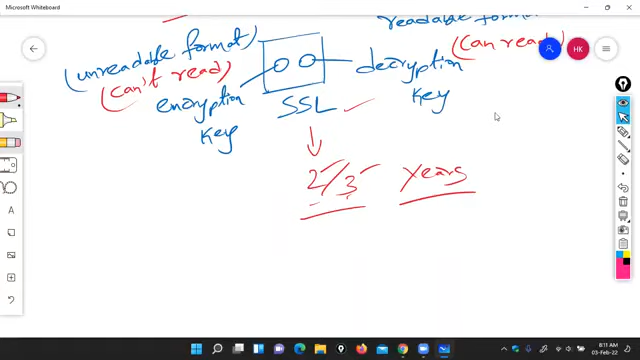 Microsoft Whiteboard
readable format
(unreadable format)
(can't read)
(can read)
HK
encryption
key
decryption
key
SSL
2/3 years
8:11 AM
03-Feb-22